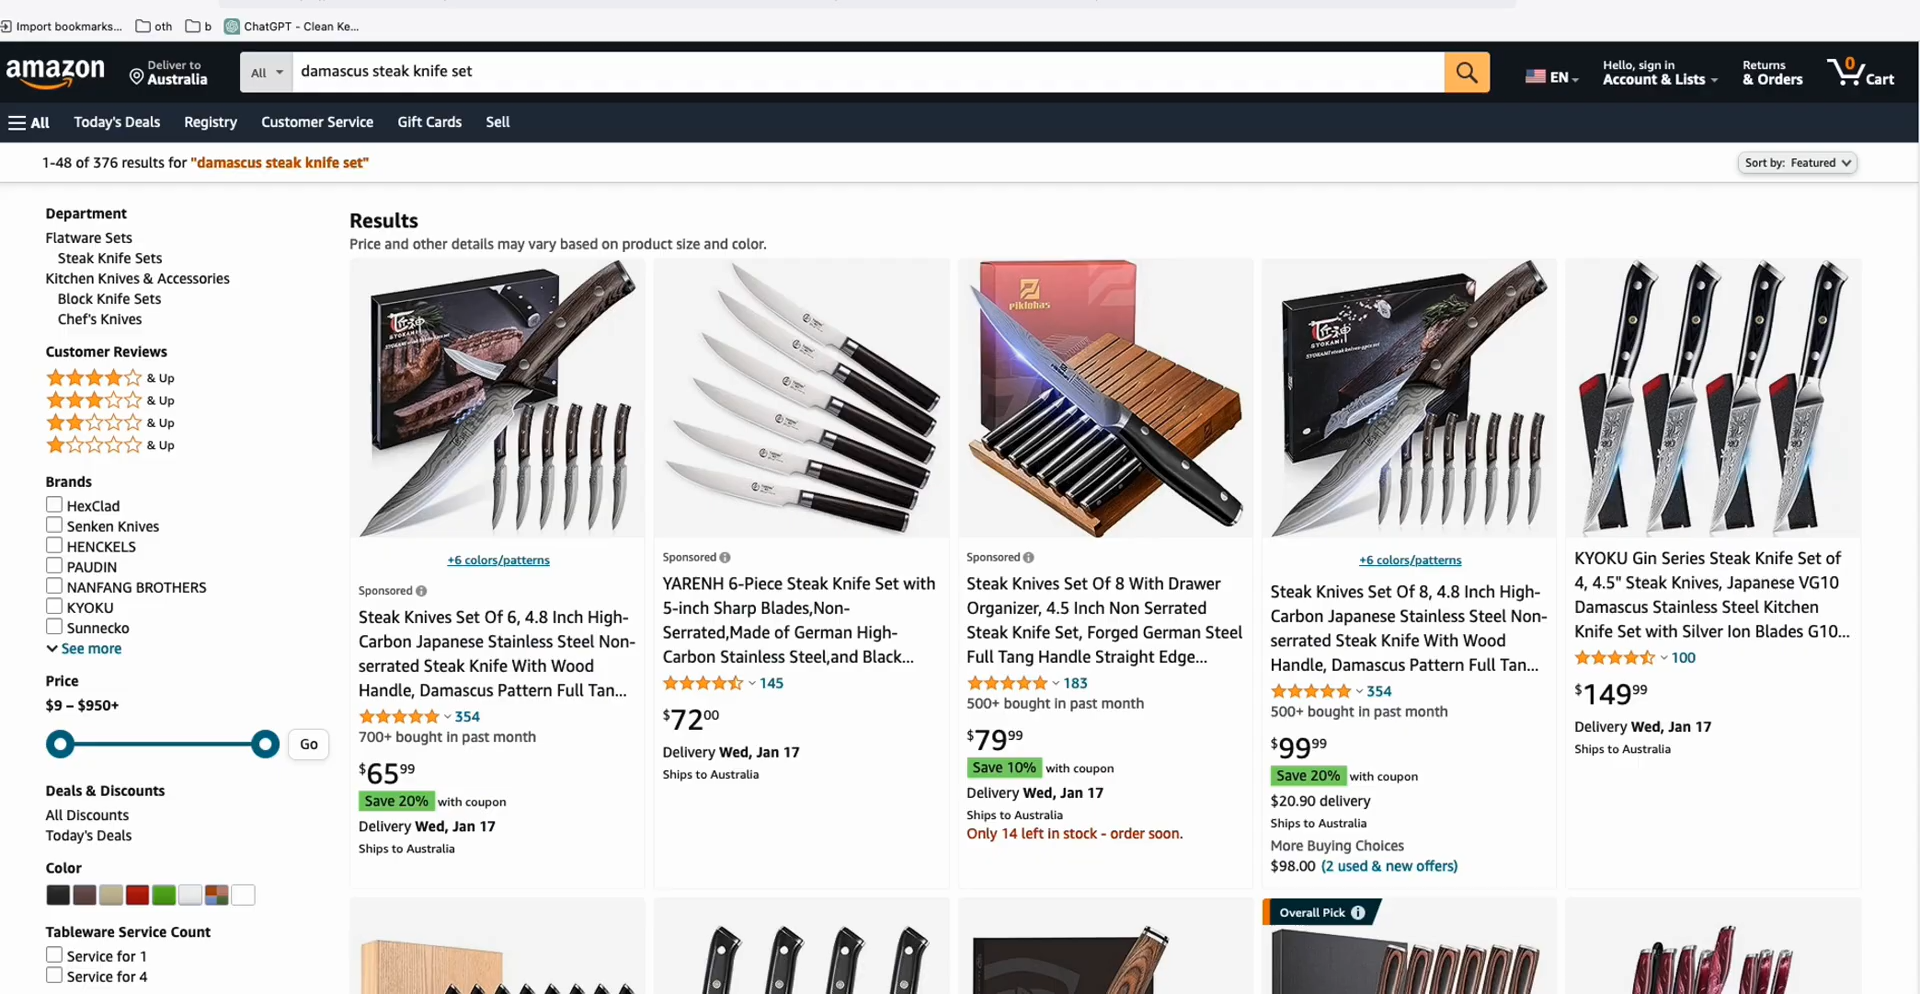 Import bookmarks...
oth
b
ChatGPT - Clean Ke...
amazon
Deliver to
Australia
All
damascus steak knife set
EN
Hello, sign in
Account & Lists
Returns
& Orders
0
Cart
All
Today's Deals
Registry
Customer Service
Gift Cards
Sell
1-48 of 376 results for "damascus steak knife set"
Sort by: Featured
Department
Flatware Sets
Steak Knife Sets
Kitchen Knives & Accessories
Block Knife Sets
Chef's Knives
Customer Reviews
& Up
& Up
& Up
& Up
Brands
HexClad
Senken Knives
HENCKELS
PAUDIN
NANFANG BROTHERS
KYOKU
Sunnecko
See more
Price
$9 – $950+
Go
Deals & Discounts
All Discounts
Today's Deals
Color
Tableware Service Count
Service for 1
Service for 4
Results
Price and other details may vary based on product size and color.
匠神
SYOKAMI
+6 colors/patterns
Sponsored
Steak Knives Set Of 6, 4.8 Inch High-
Carbon Japanese Stainless Steel Non-
serrated Steak Knife With Wood
Handle, Damascus Pattern Full Tan...
354
700+ bought in past month
$65 99
Save 20% with coupon
Delivery Wed, Jan 17
Ships to Australia
Sponsored
YARENH 6-Piece Steak Knife Set with
5-inch Sharp Blades,Non-
Serrated,Made of German High-
Carbon Stainless Steel,and Black...
145
$72 00
Delivery Wed, Jan 17
Ships to Australia
piklohas
Sponsored
Steak Knives Set Of 8 With Drawer
Organizer, 4.5 Inch Non Serrated
Steak Knife Set, Forged German Steel
Full Tang Handle Straight Edge...
183
500+ bought in past month
$79 99
Save 10% with coupon
Delivery Wed, Jan 17
Ships to Australia
Only 14 left in stock - order soon.
匠神
SYOKAMI
+6 colors/patterns
Steak Knives Set Of 8, 4.8 Inch High-
Carbon Japanese Stainless Steel Non-
serrated Steak Knife With Wood
Handle, Damascus Pattern Full Tan...
354
500+ bought in past month
$99 99
Save 20% with coupon
$20.90 delivery
Ships to Australia
More Buying Choices
$98.00 (2 used & new offers)
KYOKU Gin Series Steak Knife Set of
4, 4.5" Steak Knives, Japanese VG10
Damascus Stainless Steel Kitchen
Knife Set with Silver Ion Blades G10...
100
$149 99
Delivery Wed, Jan 17
Ships to Australia
Overall Pick